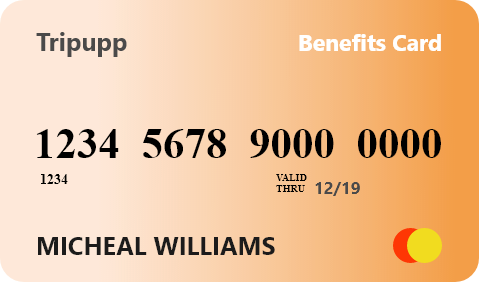 Tripupp Benefits Card
1234 5678 9000 0000
1234
VALID
THRU 12/19
MICHEAL WILLIAMS